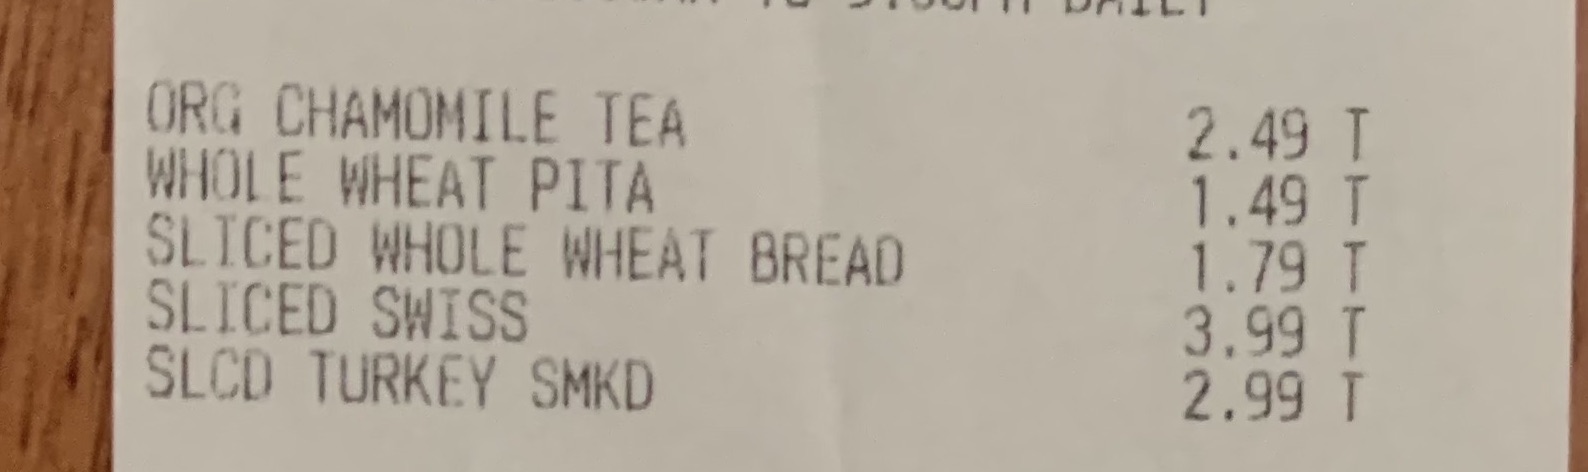 DAILY
ORG CHAMOMILE TEA 2.49 T
WHOLE WHEAT PITA 1.49 T
SLICED WHOLE WHEAT BREAD 1.79 T
SLICED SWISS 3.99 T
SLCD TURKEY SMKD 2.99 T